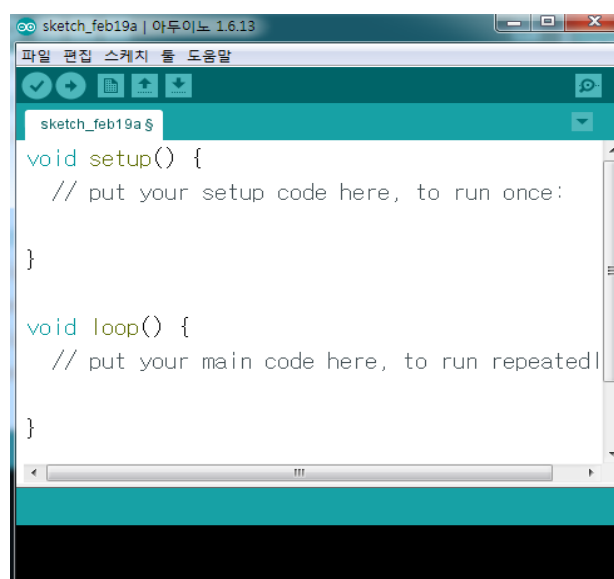 sketch_feb19a | 아두이노 1.6.13
파일 편집 스케치 툴 도움말
sketch_feb19a §
void setup() {
// put your setup code here, to run once:
}
void loop() {
// put your main code here, to run repeatedl
}